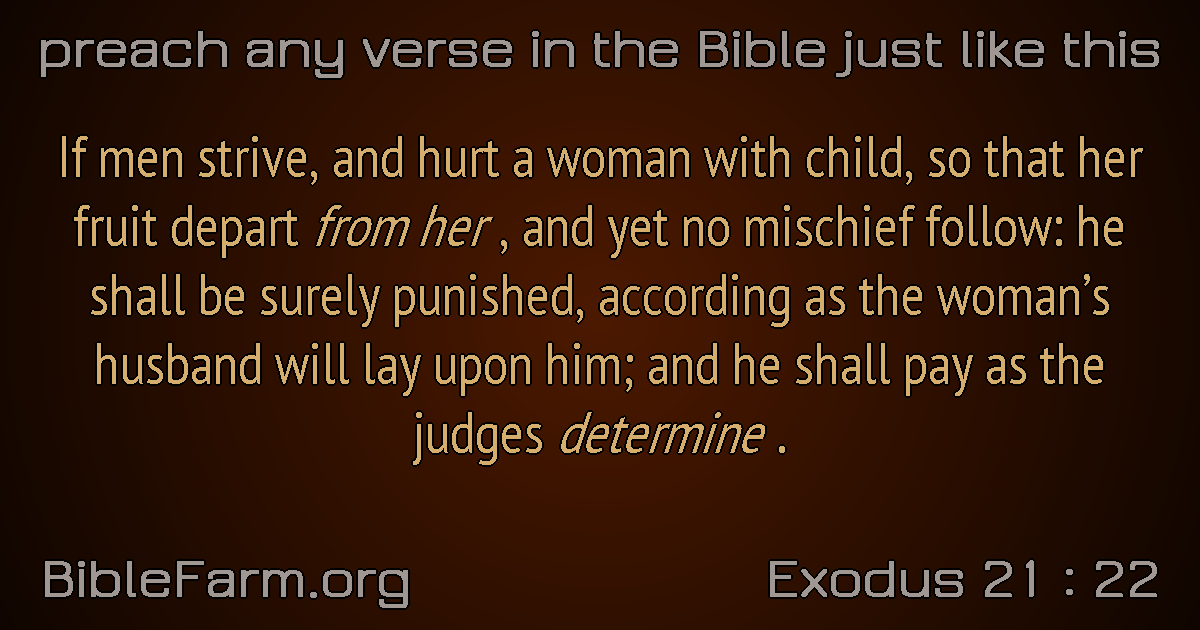 preach any verse in the Bible just like this
If men strive, and hurt a woman with child, so that her
fruit depart from her , and yet no mischief follow: he
shall be surely punished, according as the woman’s
husband will lay upon him; and he shall pay as the
judges determine .
BibleFarm.org
Exodus 21 : 22